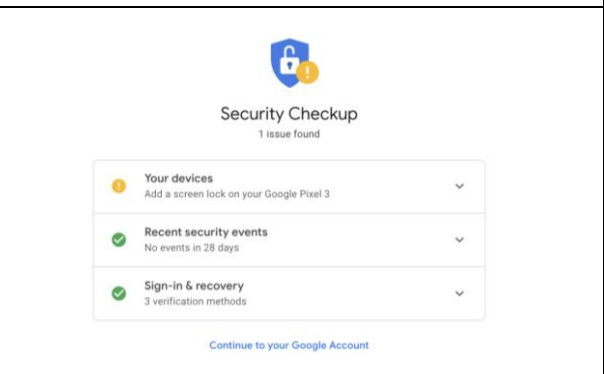 Security Checkup
1 issue found
Your devices
Add a screen lock on your Google Pixel 3
Recent security events
No events in 28 days
Sign-in & recovery
3 verification methods
Continue to your Google Account